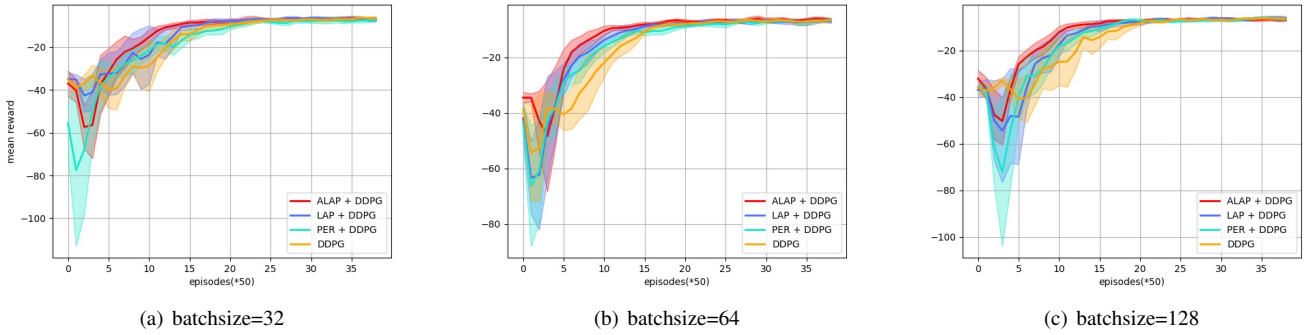 mean reward
−20
−40
−60
−80
−100
0 5 10 15 20 25 30 35
episodes(*50)
ALAP + DDPG
LAP + DDPG
PER + DDPG
DDPG
(a) batchsize=32
−20
−40
−60
−80
0 5 10 15 20 25 30 35
episodes(*50)
ALAP + DDPG
LAP + DDPG
PER + DDPG
DDPG
(b) batchsize=64
−20
−40
−60
−80
−100
0 5 10 15 20 25 30 35
episodes(*50)
ALAP + DDPG
LAP + DDPG
PER + DDPG
DDPG
(c) batchsize=128